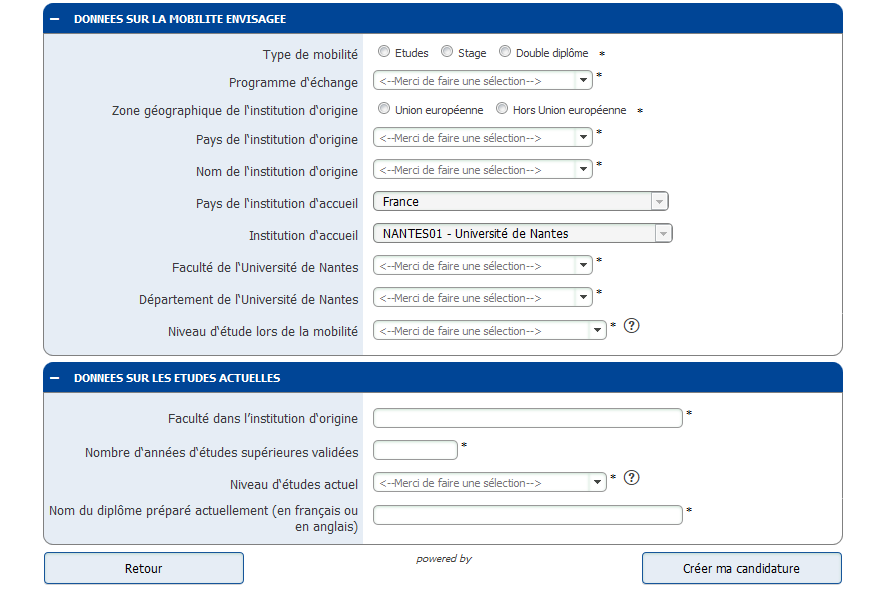 DONNEES SUR LA MOBILITE ENVISAGEE
Type de mobilité Etudes Stage Double diplôme *
Programme d'échange <--Merci de faire une sélection--> *
Zone géographique de l'institution d'origine Union européenne Hors Union européenne *
Pays de l'institution d'origine <--Merci de faire une sélection--> *
Nom de l'institution d'origine <--Merci de faire une sélection--> *
Pays de l'institution d'accueil France
Institution d'accueil NANTES01 - Université de Nantes
Faculté de l'Université de Nantes <--Merci de faire une sélection--> *
Département de l'Université de Nantes <--Merci de faire une sélection--> *
Niveau d'étude lors de la mobilité <--Merci de faire une sélection--> * ?
DONNEES SUR LES ETUDES ACTUELLES
Faculté dans l'institution d'origine *
Nombre d'années d'études supérieures validées *
Niveau d'études actuel <--Merci de faire une sélection--> * ?
Nom du diplôme préparé actuellement (en français ou *
en anglais)
Retour powered by Créer ma candidature